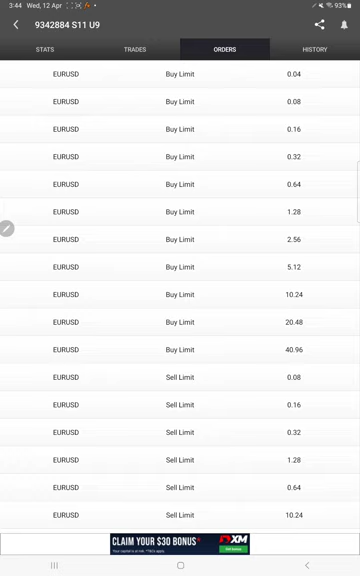 3:44 Wed, 12 Apr
93%
9342884 S11 U9
STATS TRADES ORDERS HISTORY
EURUSD Buy Limit 0.04
EURUSD Buy Limit 0.08
EURUSD Buy Limit 0.16
EURUSD Buy Limit 0.32
EURUSD Buy Limit 0.64
EURUSD Buy Limit 1.28
EURUSD Buy Limit 2.56
EURUSD Buy Limit 5.12
EURUSD Buy Limit 10.24
EURUSD Buy Limit 20.48
EURUSD Buy Limit 40.96
EURUSD Sell Limit 0.08
EURUSD Sell Limit 0.16
EURUSD Sell Limit 0.32
EURUSD Sell Limit 1.28
EURUSD Sell Limit 0.64
EURUSD Sell Limit 10.24
CLAIM YOUR $30 BONUS*
XM